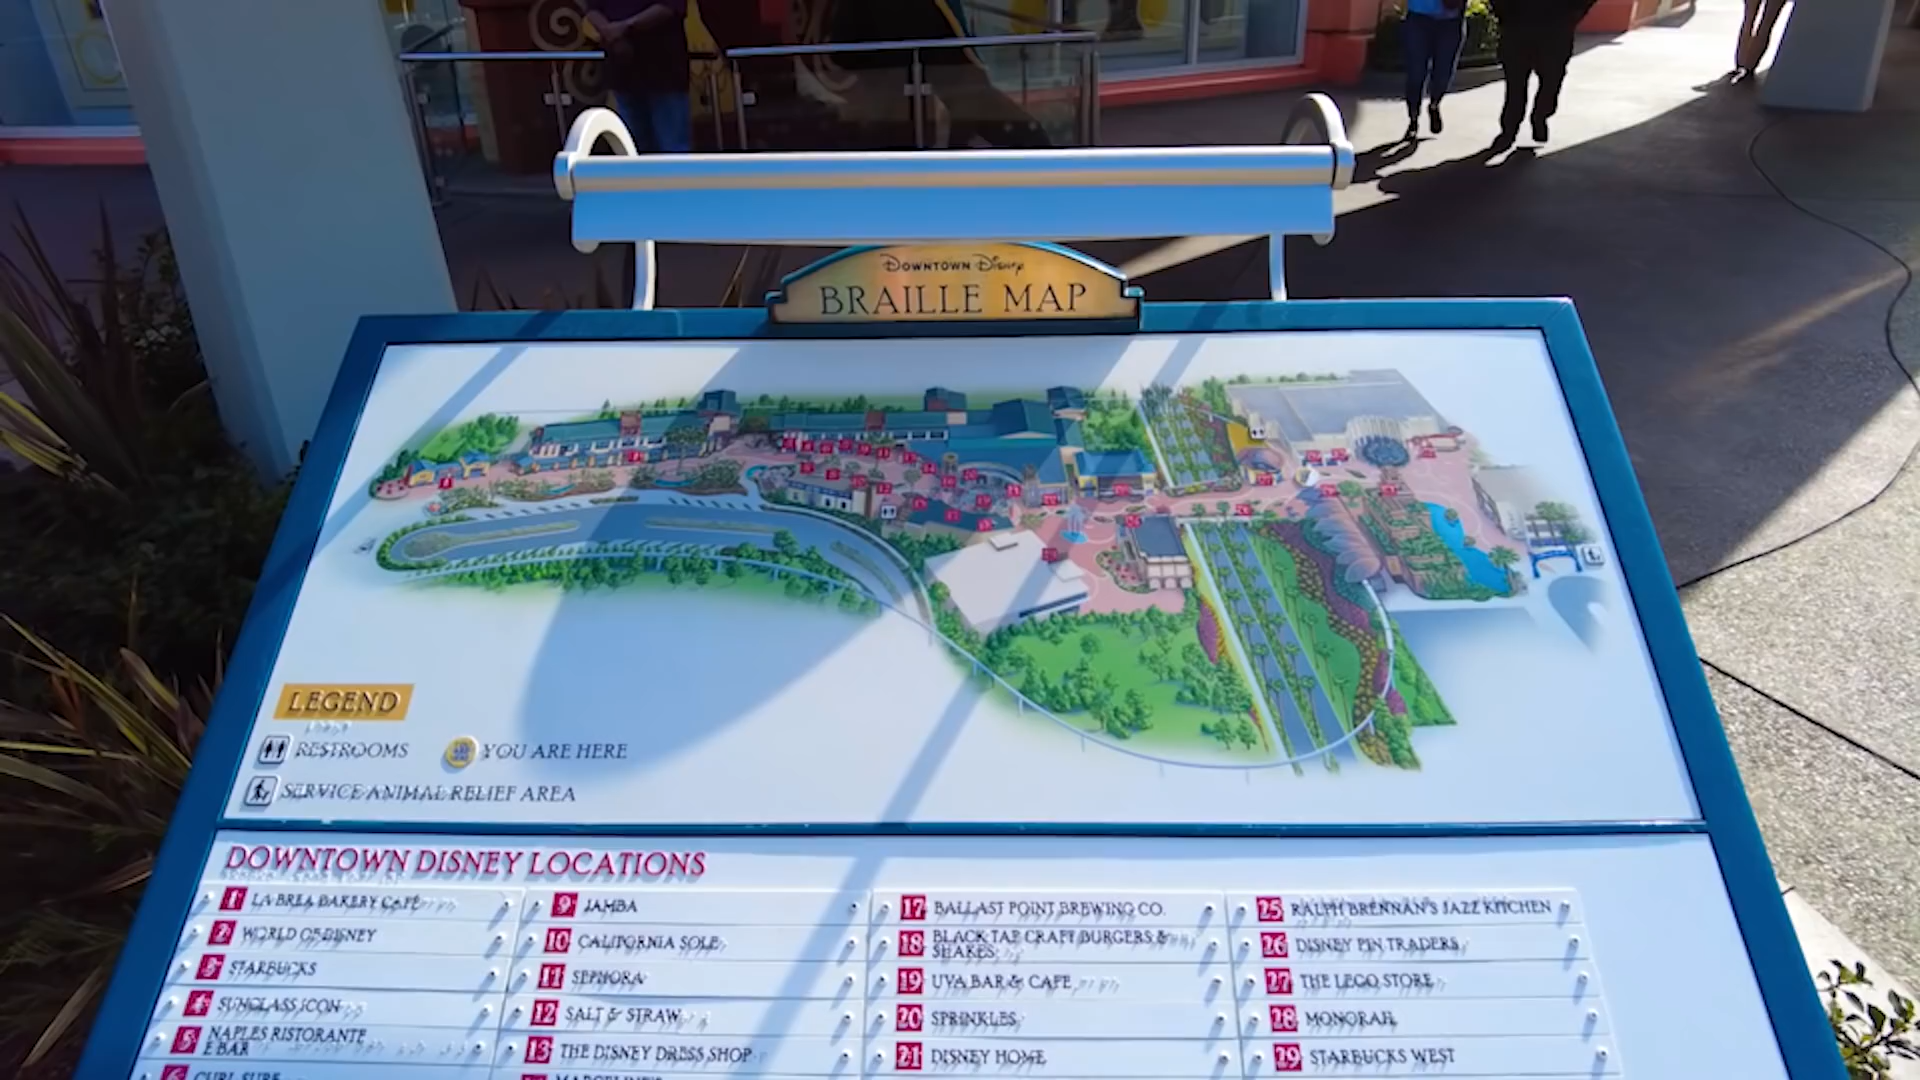 DOWNTOWN Disney
BRAILLE MAP
LEGEND
RESTROOMS
YOU ARE HERE
SERVICE ANIMAL RELIEF AREA
DOWNTOWN DISNEY LOCATIONS
1 LA BREA BAKERY CAFÉ
2 WORLD OF DISNEY
3 STARBUCKS
4 SUNGLASS ICON
5 NAPLES RISTORANTE
E BAR
6 CURL SURF
9 JAMBA
10 CALIFORNIA SOLE
11 SEPHORA
12 SALT & STRAW
13 THE DISNEY DRESS SHOP
17 BALLAST POINT BREWING CO.
18 BLACK TAP CRAFT BURGERS &
SHAKES
19 UVA BAR & CAFE
20 SPRINKLES
21 DISNEY HOME
25 RALPH BRENNAN'S JAZZ KITCHEN
26 DISNEY PIN TRADERS
27 THE LEGO STORE
28 MONORAIL
29 STARBUCKS WEST